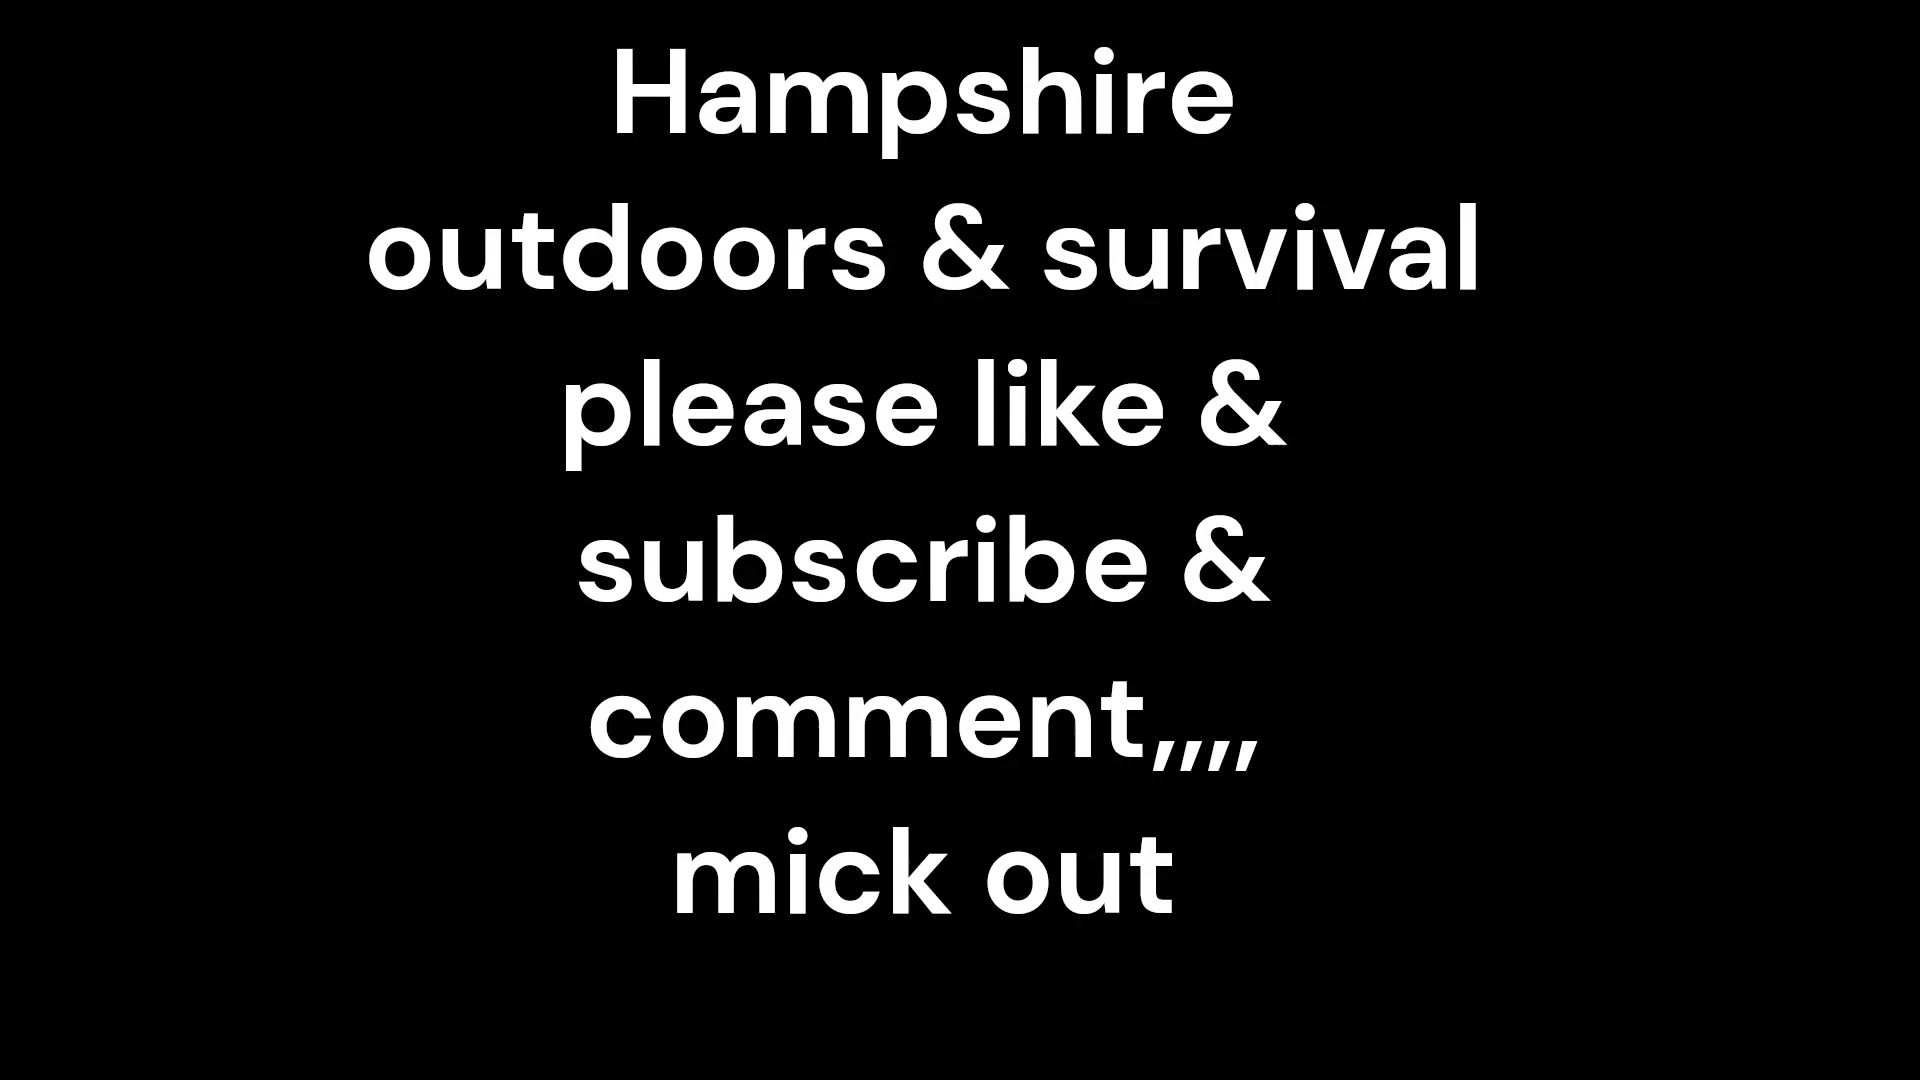 Hampshire
outdoors & survival
please like &
subscribe &
comment,,,,
mick out